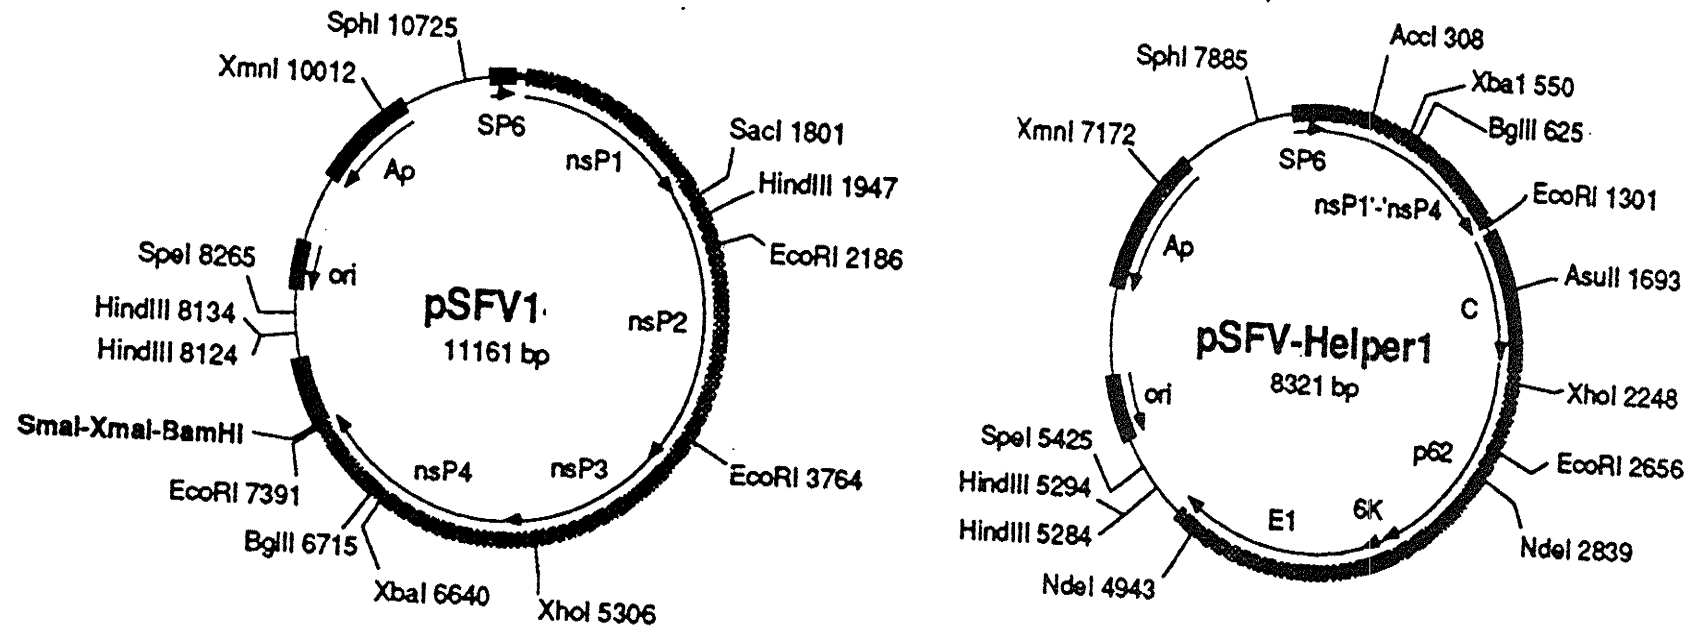 SphI 10725
XmnI 10012
SP6
nsP1
SacI 1801
HindIII 1947
Ap
EcoRI 2186
SpeI 8265
ori
HindIII 8134
pSFV1
nsP2
HindIII 8124
11161 bp
SmaI-XmaI-BamHI
nsP4
nsP3
EcoRI 3764
EcoRI 7391
BglII 6715
XbaI 6640
XhoI 5306
AccI 308
SphI 7885
Xba1 550
BglII 625
XmnI 7172
SP6
nsP1'-'nsP4
EcoRI 1301
Ap
AsuII 1693
C
pSFV-Helper1
8321 bp
ori
XhoI 2248
SpeI 5425
p62
EcoRI 2656
HindIII 5294
6K
E1
HindIII 5284
NdeI 2839
NdeI 4943